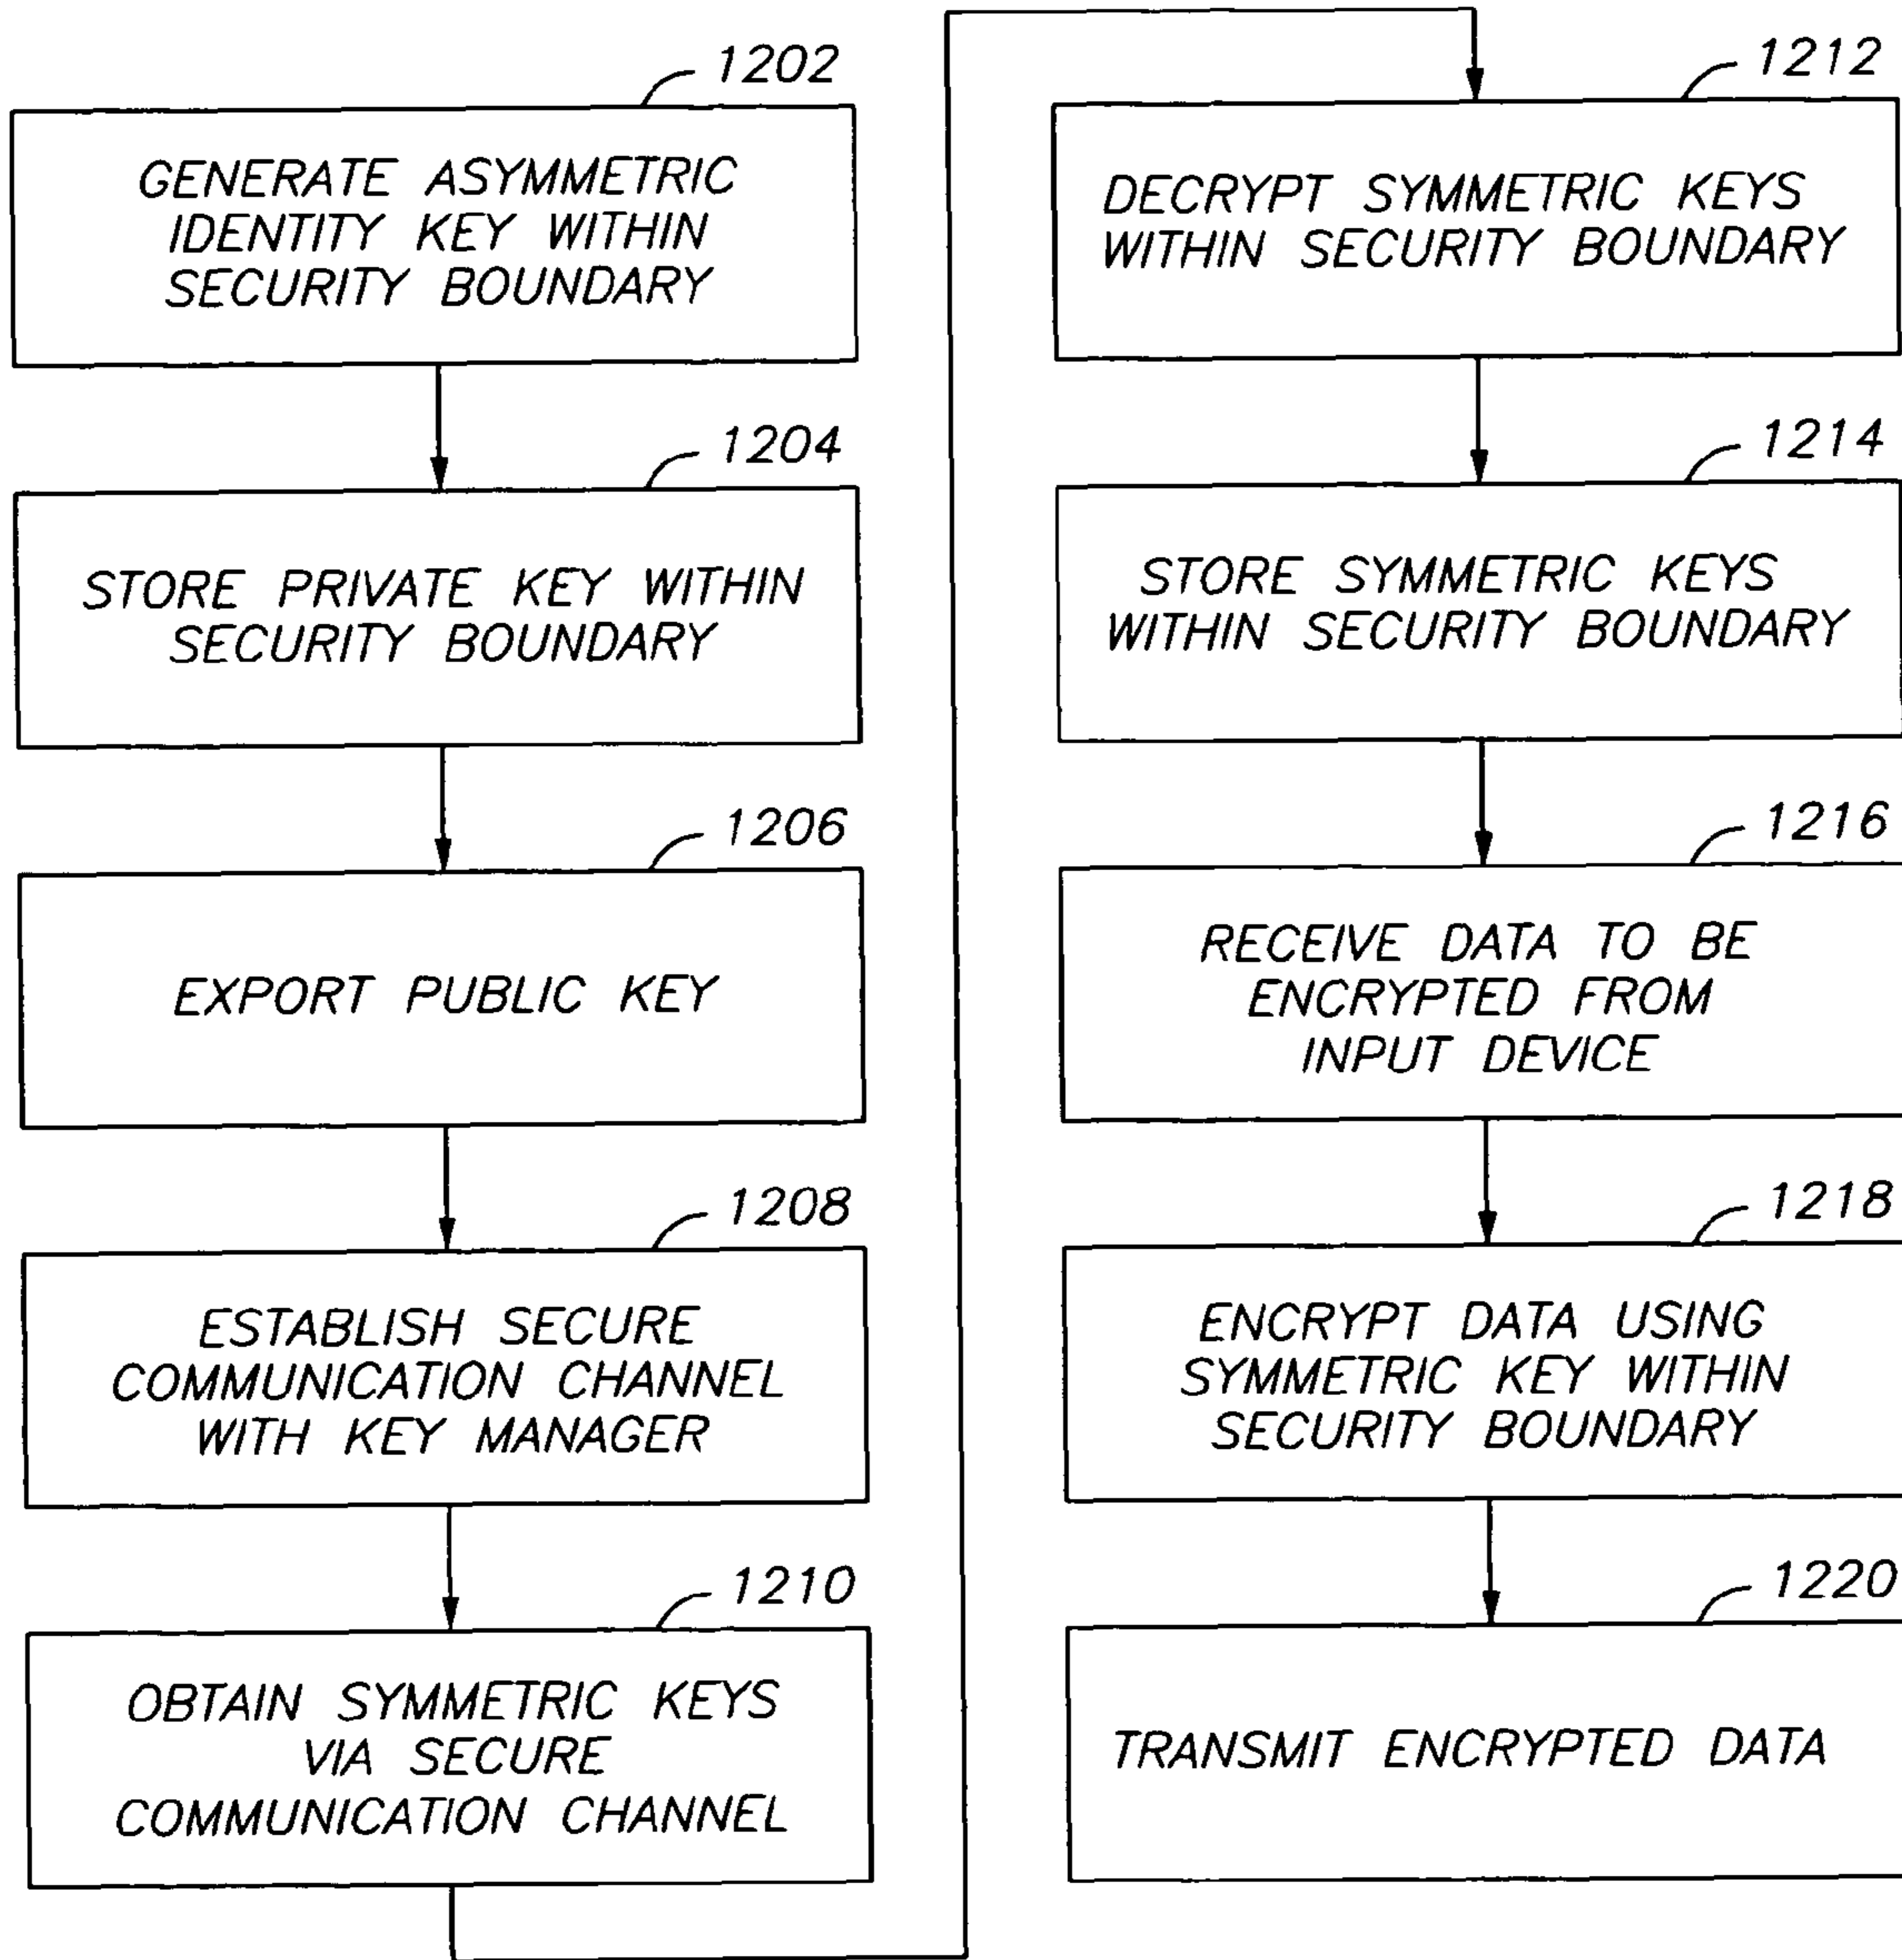 1202
GENERATE ASYMMETRIC
IDENTITY KEY WITHIN
SECURITY BOUNDARY
1204
STORE PRIVATE KEY WITHIN
SECURITY BOUNDARY
1206
EXPORT PUBLIC KEY
1208
ESTABLISH SECURE
COMMUNICATION CHANNEL
WITH KEY MANAGER
1210
OBTAIN SYMMETRIC KEYS
VIA SECURE
COMMUNICATION CHANNEL
1212
DECRYPT SYMMETRIC KEYS
WITHIN SECURITY BOUNDARY
1214
STORE SYMMETRIC KEYS
WITHIN SECURITY BOUNDARY
1216
RECEIVE DATA TO BE
ENCRYPTED FROM
INPUT DEVICE
1218
ENCRYPT DATA USING
SYMMETRIC KEY WITHIN
SECURITY BOUNDARY
1220
TRANSMIT ENCRYPTED DATA